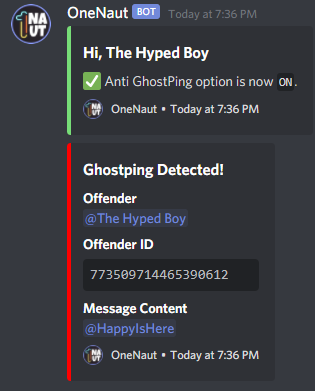 NAUT
OneNaut BOT Today at 7:36 PM
Hi, The Hyped Boy
✅ Anti GhostPing option is now ON.
OneNaut • Today at 7:36 PM
Ghostping Detected!
Offender
@The Hyped Boy
Offender ID
773509714465390612
Message Content
@HappyIsHere
OneNaut • Today at 7:36 PM